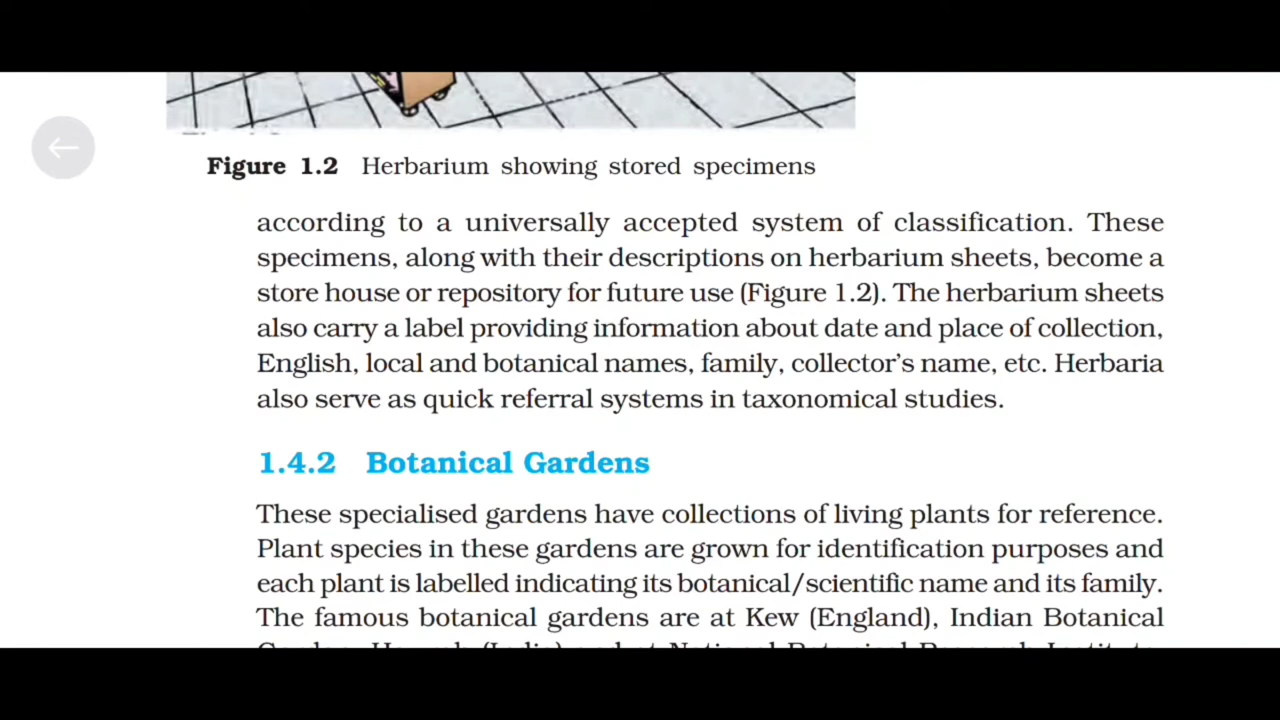 Figure 1.2 Herbarium showing stored specimens
according to a universally accepted system of classification. These
specimens, along with their descriptions on herbarium sheets, become a
store house or repository for future use (Figure 1.2). The herbarium sheets
also carry a label providing information about date and place of collection,
English, local and botanical names, family, collector's name, etc. Herbaria
also serve as quick referral systems in taxonomical studies.
1.4.2 Botanical Gardens
These specialised gardens have collections of living plants for reference.
Plant species in these gardens are grown for identification purposes and
each plant is labelled indicating its botanical/scientific name and its family.
The famous botanical gardens are at Kew (England), Indian Botanical